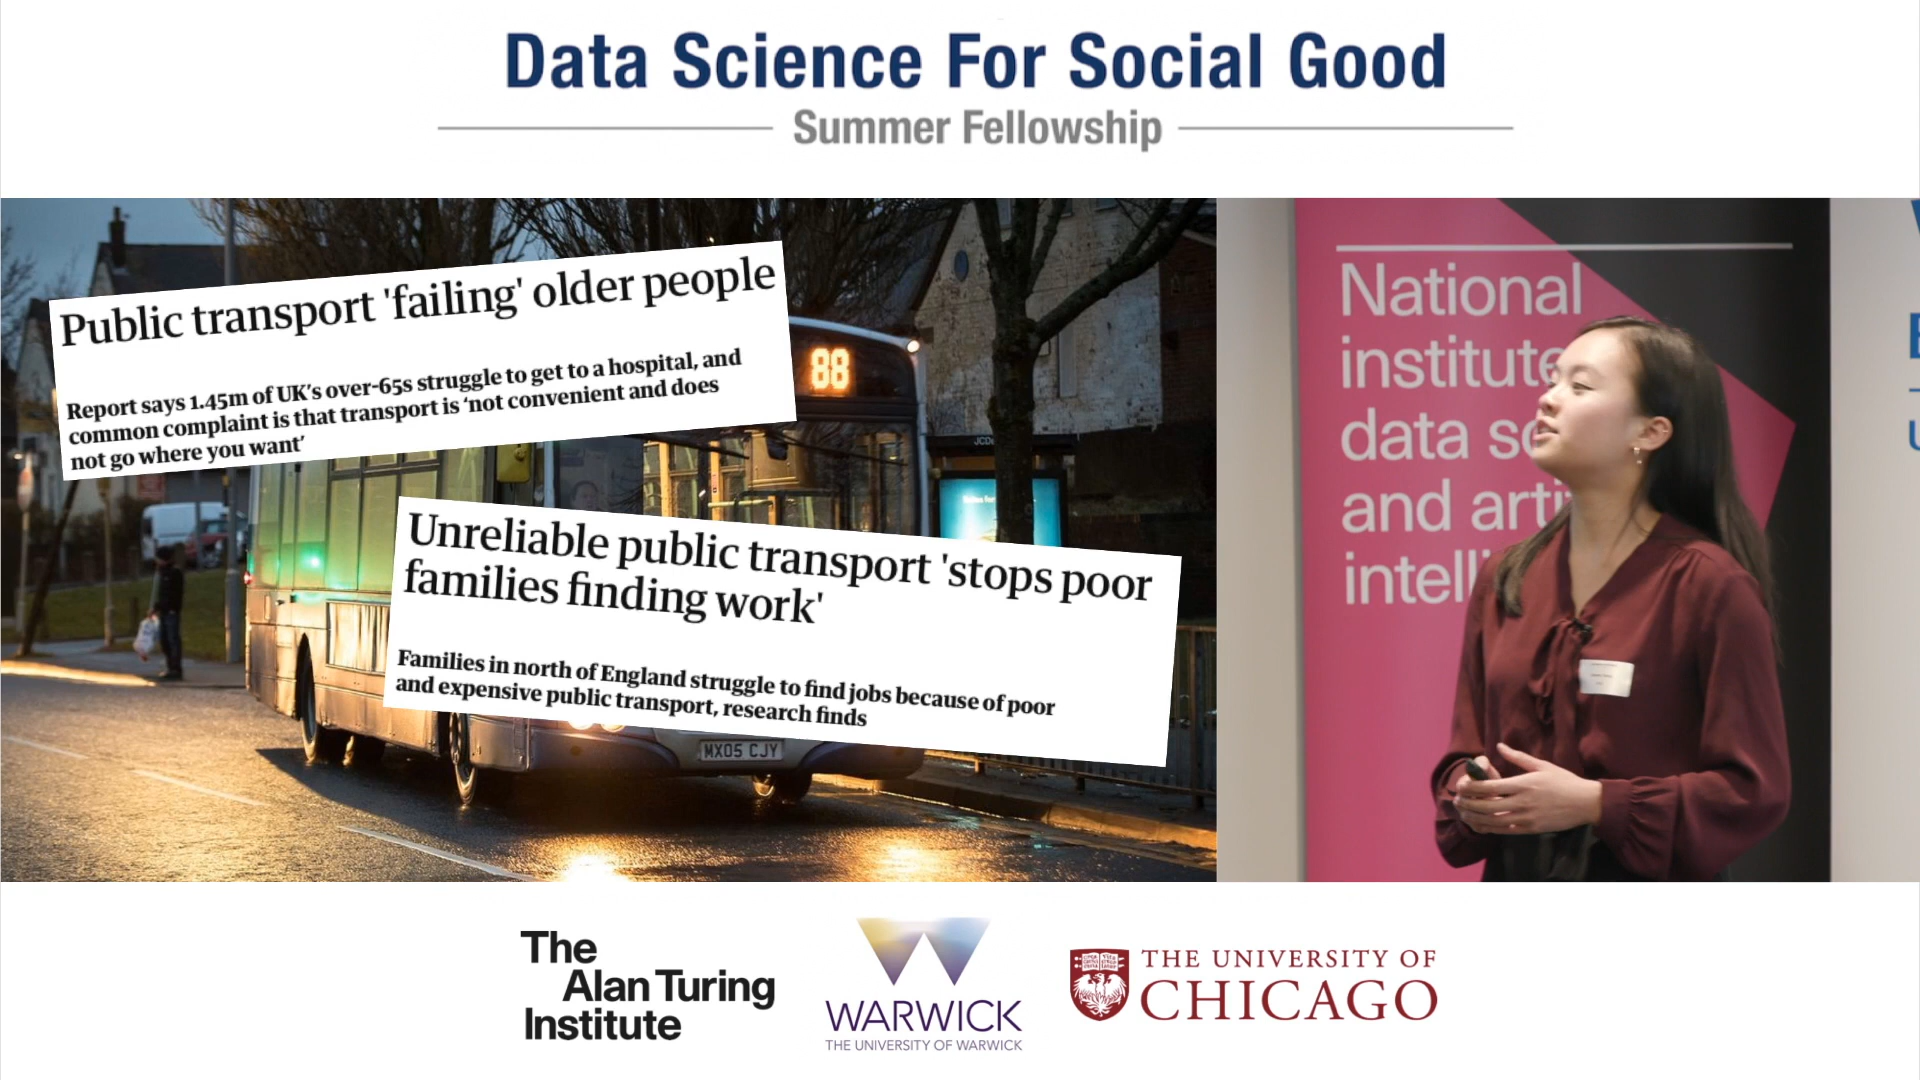 Data Science For Social Good
Summer Fellowship
Public transport 'failing' older people
Report says 1.45m of UK's over-65s struggle to get to a hospital, and
common complaint is that transport is 'not convenient and does
not go where you want'
88
JCD
Unreliable public transport 'stops poor
families finding work'
Families in north of England struggle to find jobs because of poor
and expensive public transport, research finds
MX05 CJY
National
institute
data sc
and arti
intelli
The
Alan Turing
Institute
WARWICK
THE UNIVERSITY OF WARWICK
THE UNIVERSITY OF
CHICAGO